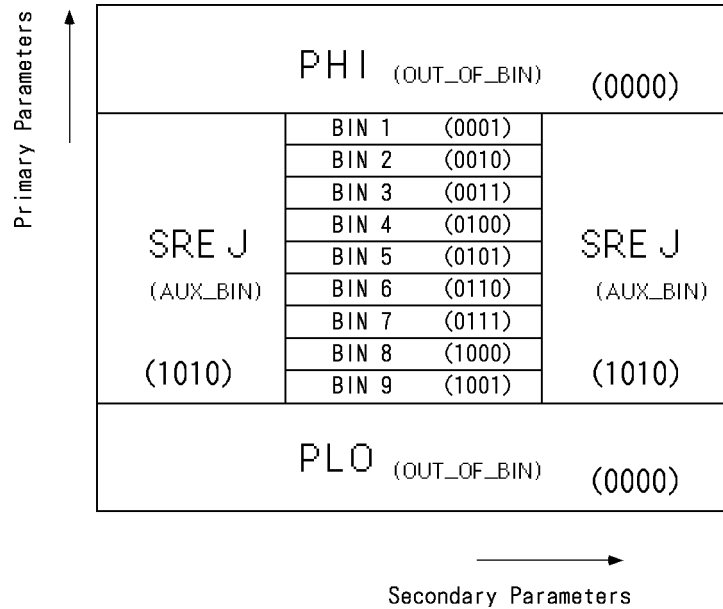 Primary Parameters
PHI (OUT_OF_BIN) (0000)
BIN 1 (0001)
BIN 2 (0010)
BIN 3 (0011)
BIN 4 (0100)
BIN 5 (0101)
BIN 6 (0110)
BIN 7 (0111)
BIN 8 (1000)
BIN 9 (1001)
SREJ
(AUX_BIN)
(1010)
SREJ
(AUX_BIN)
(1010)
PLO (OUT_OF_BIN) (0000)
Secondary Parameters